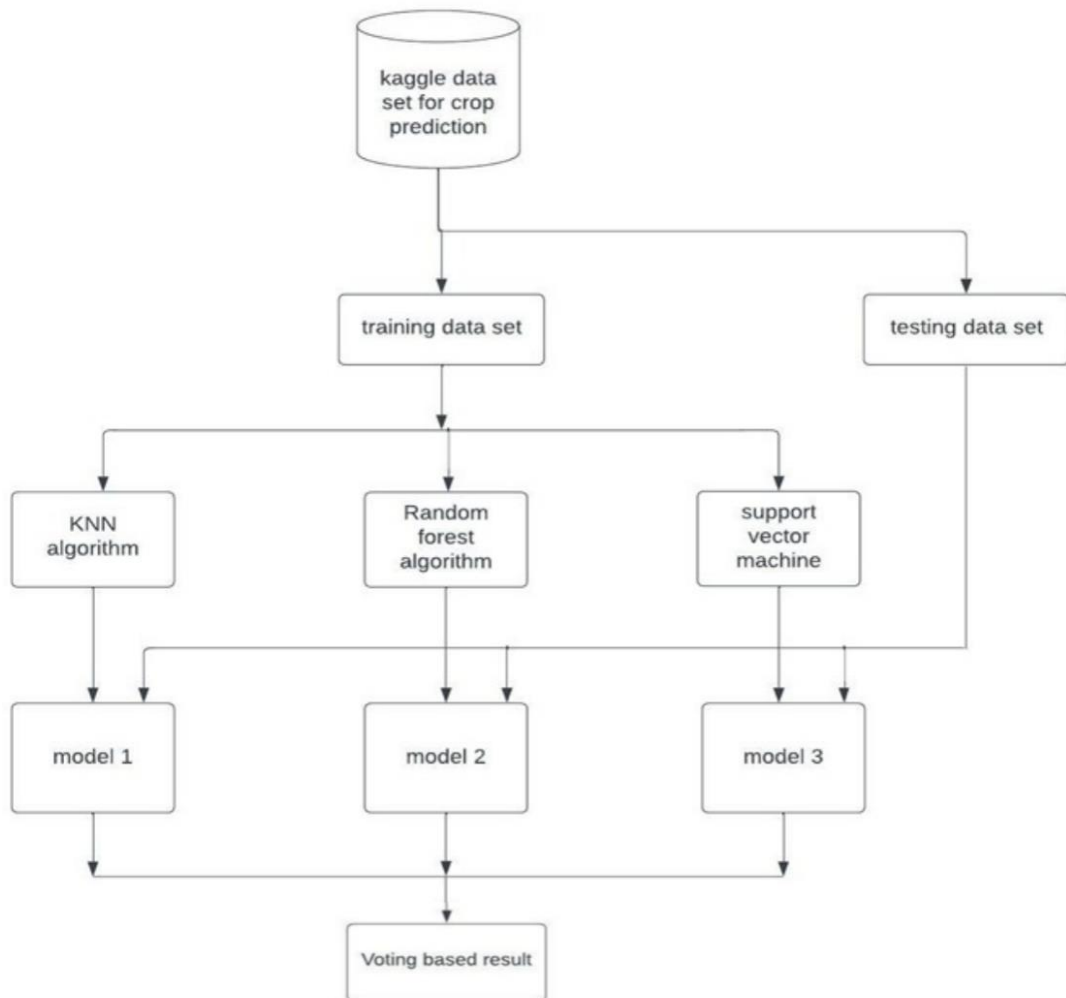 kaggle data
set for crop
prediction
training data set
testing data set
KNN
algorithm
Random
forest
algorithm
support
vector
machine
model 1
model 2
model 3
Voting based result